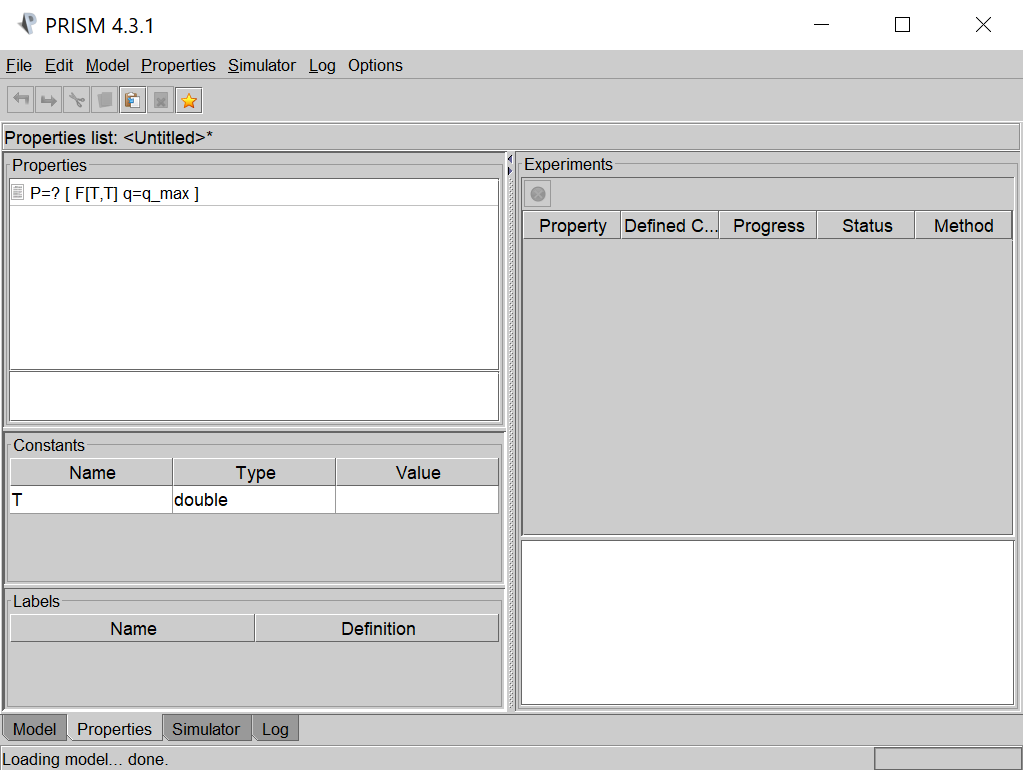 PRISM 4.3.1
File Edit Model Properties Simulator Log Options
Properties list: <Untitled>*
Properties
P=? [ F[T,T] q=q_max ]
Constants
Name Type Value
T double
Labels
Name Definition
Experiments
Property Defined C... Progress Status Method
Model Properties Simulator Log
Loading model... done.